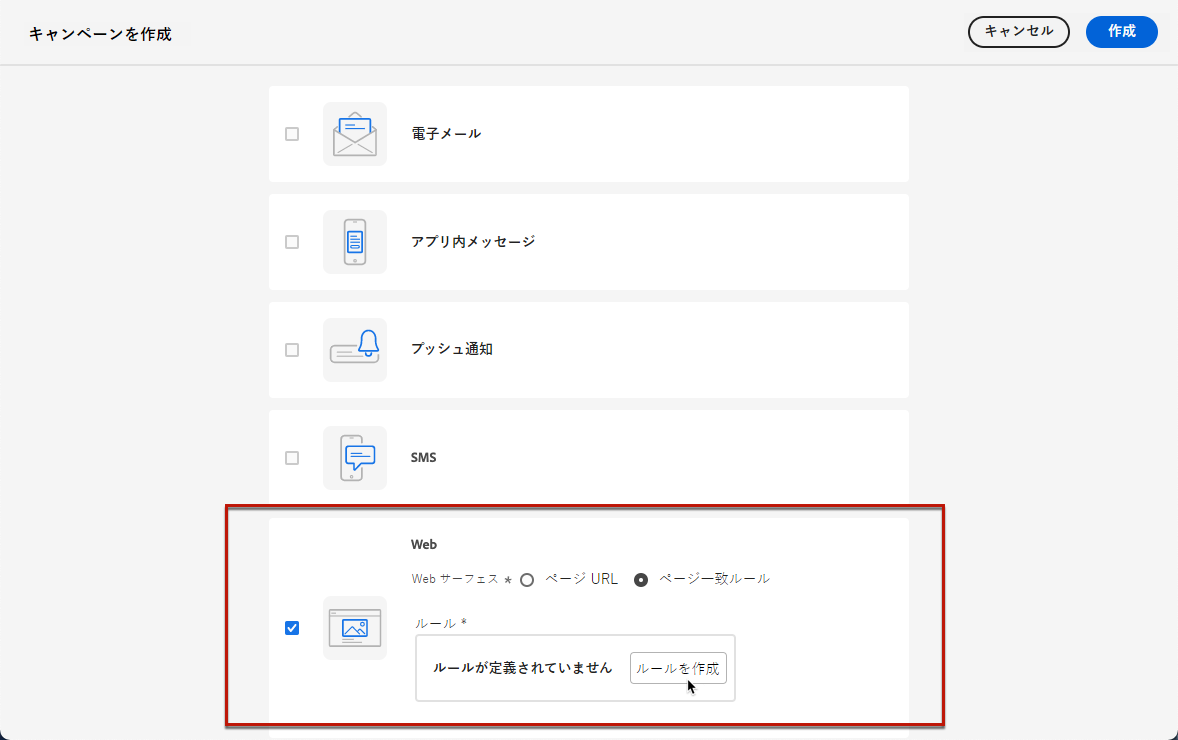 キャンペーンを作成
キャンセル
作成
電子メール
アプリ内メッセージ
プッシュ通知
SMS
Web
Web サーフェス * ページ URL ページ一致ルール
ルール *
ルールが定義されていません ルールを作成